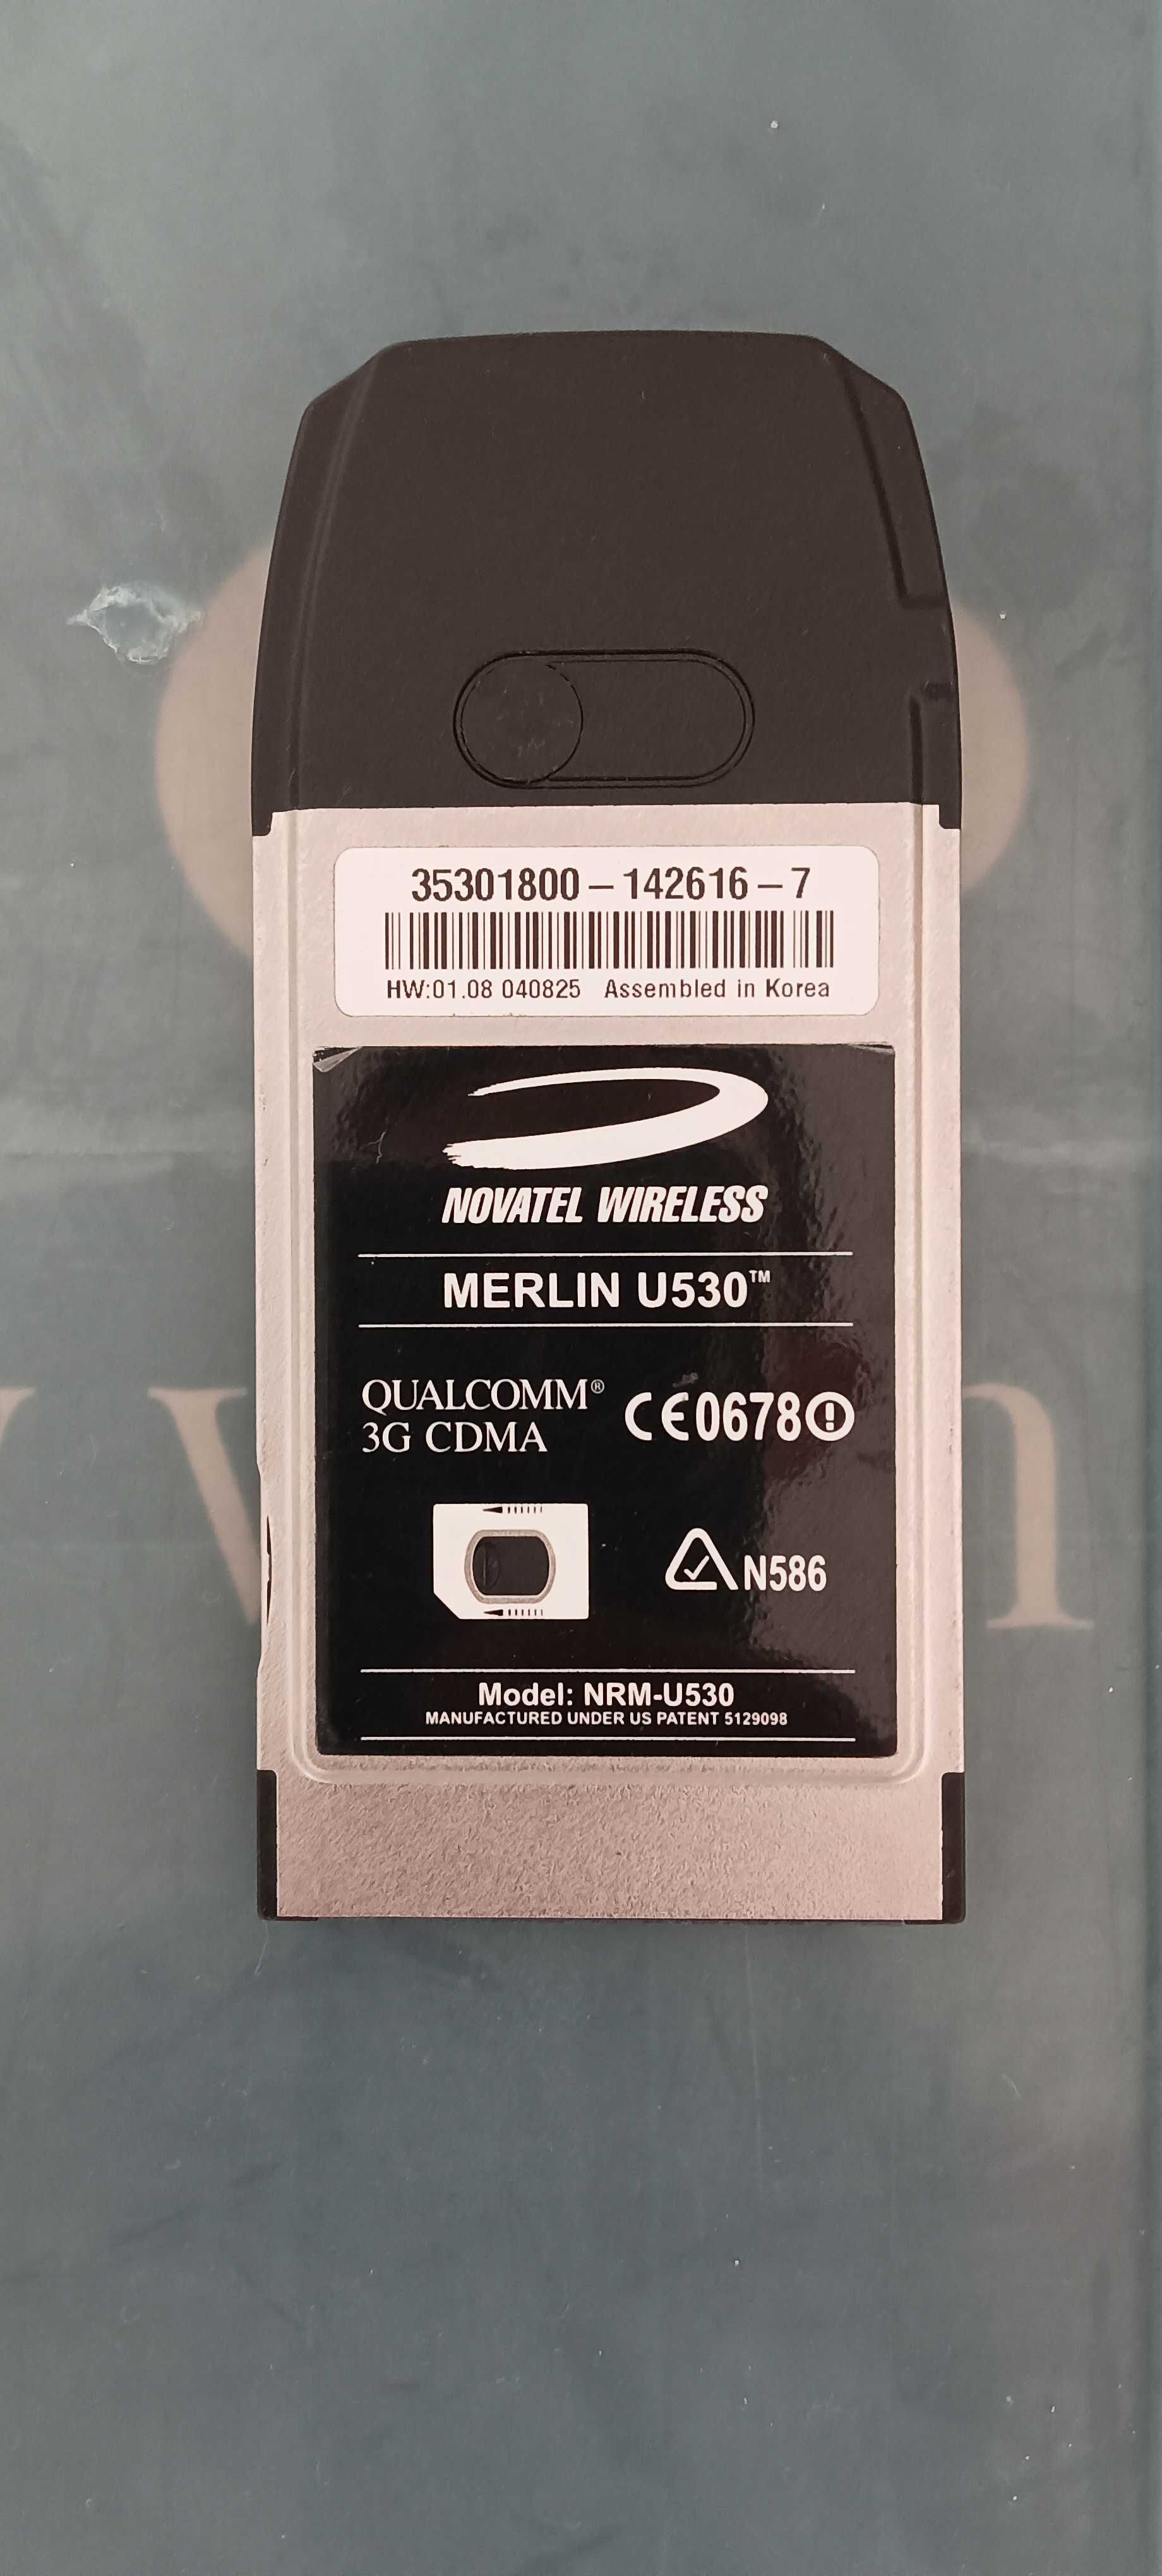 35301800 – 142616 – 7
HW:01.08 040825 Assembled in Korea
NOVATEL WIRELESS
MERLIN U530™
QUALCOMM®
3G CDMA
CE0678
N586
Model: NRM-U530
MANUFACTURED UNDER US PATENT 5129098